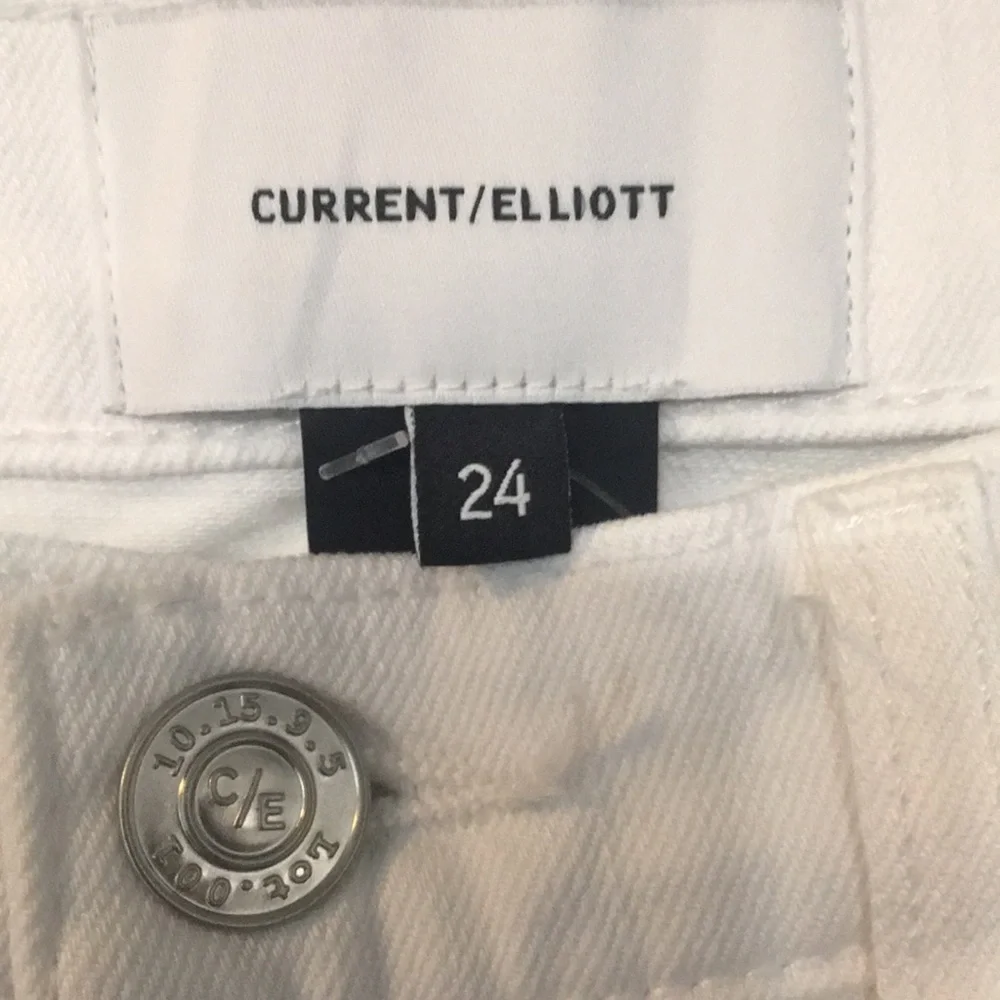 CURRENT/ELLIOTT
24
10.15.9.5
C/E
Lot.001